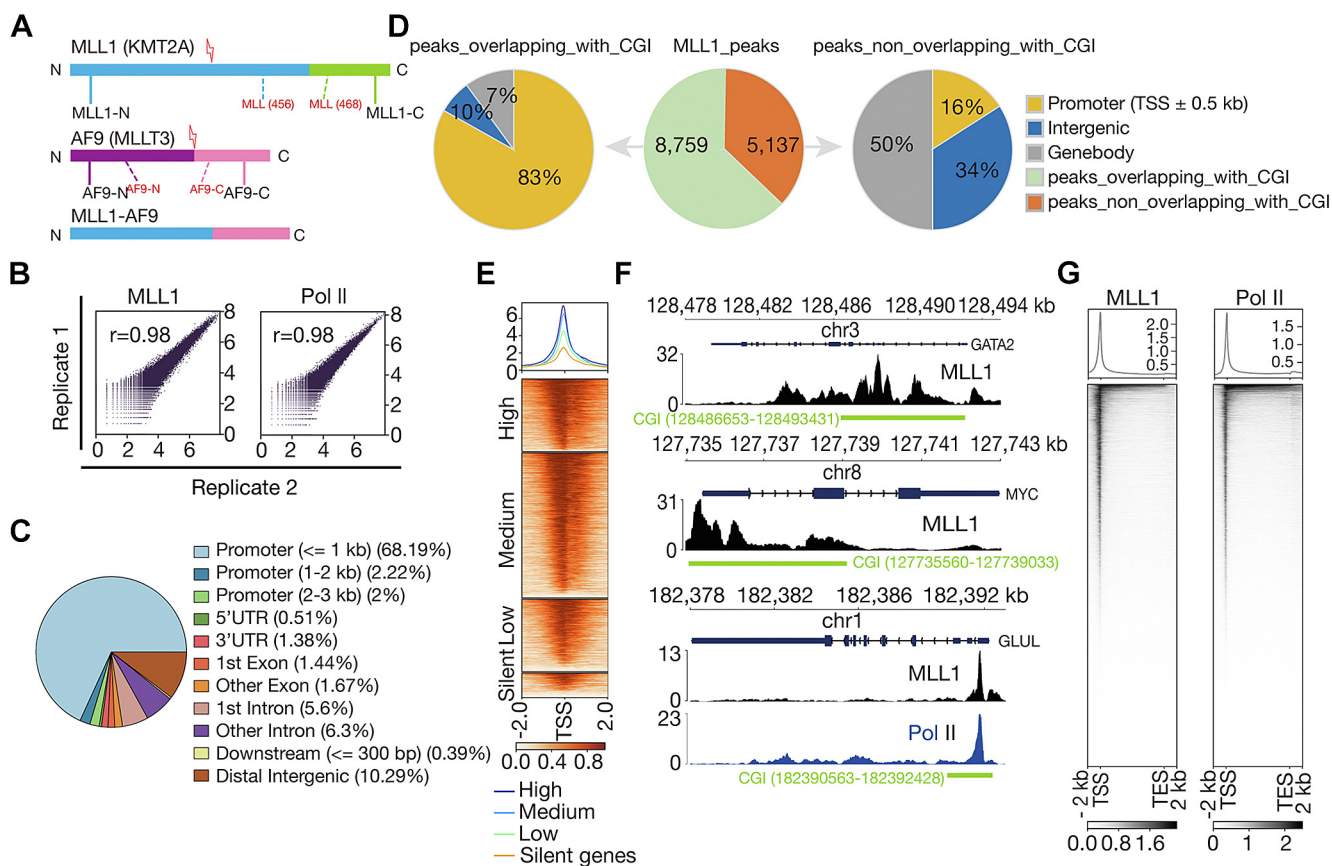 A
MLL1 (KMT2A)
N
C
MLL1-N
MLL (456)
MLL (468)
MLL1-C
AF9 (MLLT3)
N
C
AF9-N
AF9-N
AF9-C
AF9-C
MLL1-AF9
N
C
B
MLL1
Pol II
r=0.98
r=0.98
8
6
4
2
0
8
6
4
2
0
0 2 4 6
0 2 4 6
Replicate 1
Replicate 2
C
Promoter (<= 1 kb) (68.19%)
Promoter (1-2 kb) (2.22%)
Promoter (2-3 kb) (2%)
5'UTR (0.51%)
3'UTR (1.38%)
1st Exon (1.44%)
Other Exon (1.67%)
1st Intron (5.6%)
Other Intron (6.3%)
Downstream (<= 300 bp) (0.39%)
Distal Intergenic (10.29%)
D
peaks_overlapping_with_CGI
MLL1_peaks
peaks_non_overlapping_with_CGI
7%
10%
83%
8,759
5,137
16%
50%
34%
Promoter (TSS ± 0.5 kb)
Intergenic
Genebody
peaks_overlapping_with_CGI
peaks_non_overlapping_with_CGI
E
6
4
2
0
High
Medium
Low
Silent
-2.0
TSS
2.0
0.0 0.4 0.8
High
Medium
Low
Silent genes
F
128,478 128,482 128,486 128,490 128,494 kb
chr3
GATA2
32
MLL1
0
CGI (128486653-128493431)
127,735 127,737 127,739 127,741 127,743 kb
chr8
MYC
31
MLL1
0
CGI (127735560-127739033)
182,378 182,382 182,386 182,392 kb
chr1
GLUL
13
MLL1
0
23
Pol II
0
CGI (182390563-182392428)
G
MLL1
Pol II
2.0
1.5
1.0
0.5
1.5
1.0
0.5
-2 kb
TSS
TES
2 kb
-2 kb
TSS
TES
2 kb
0.0 0.8 1.6
0 1 2